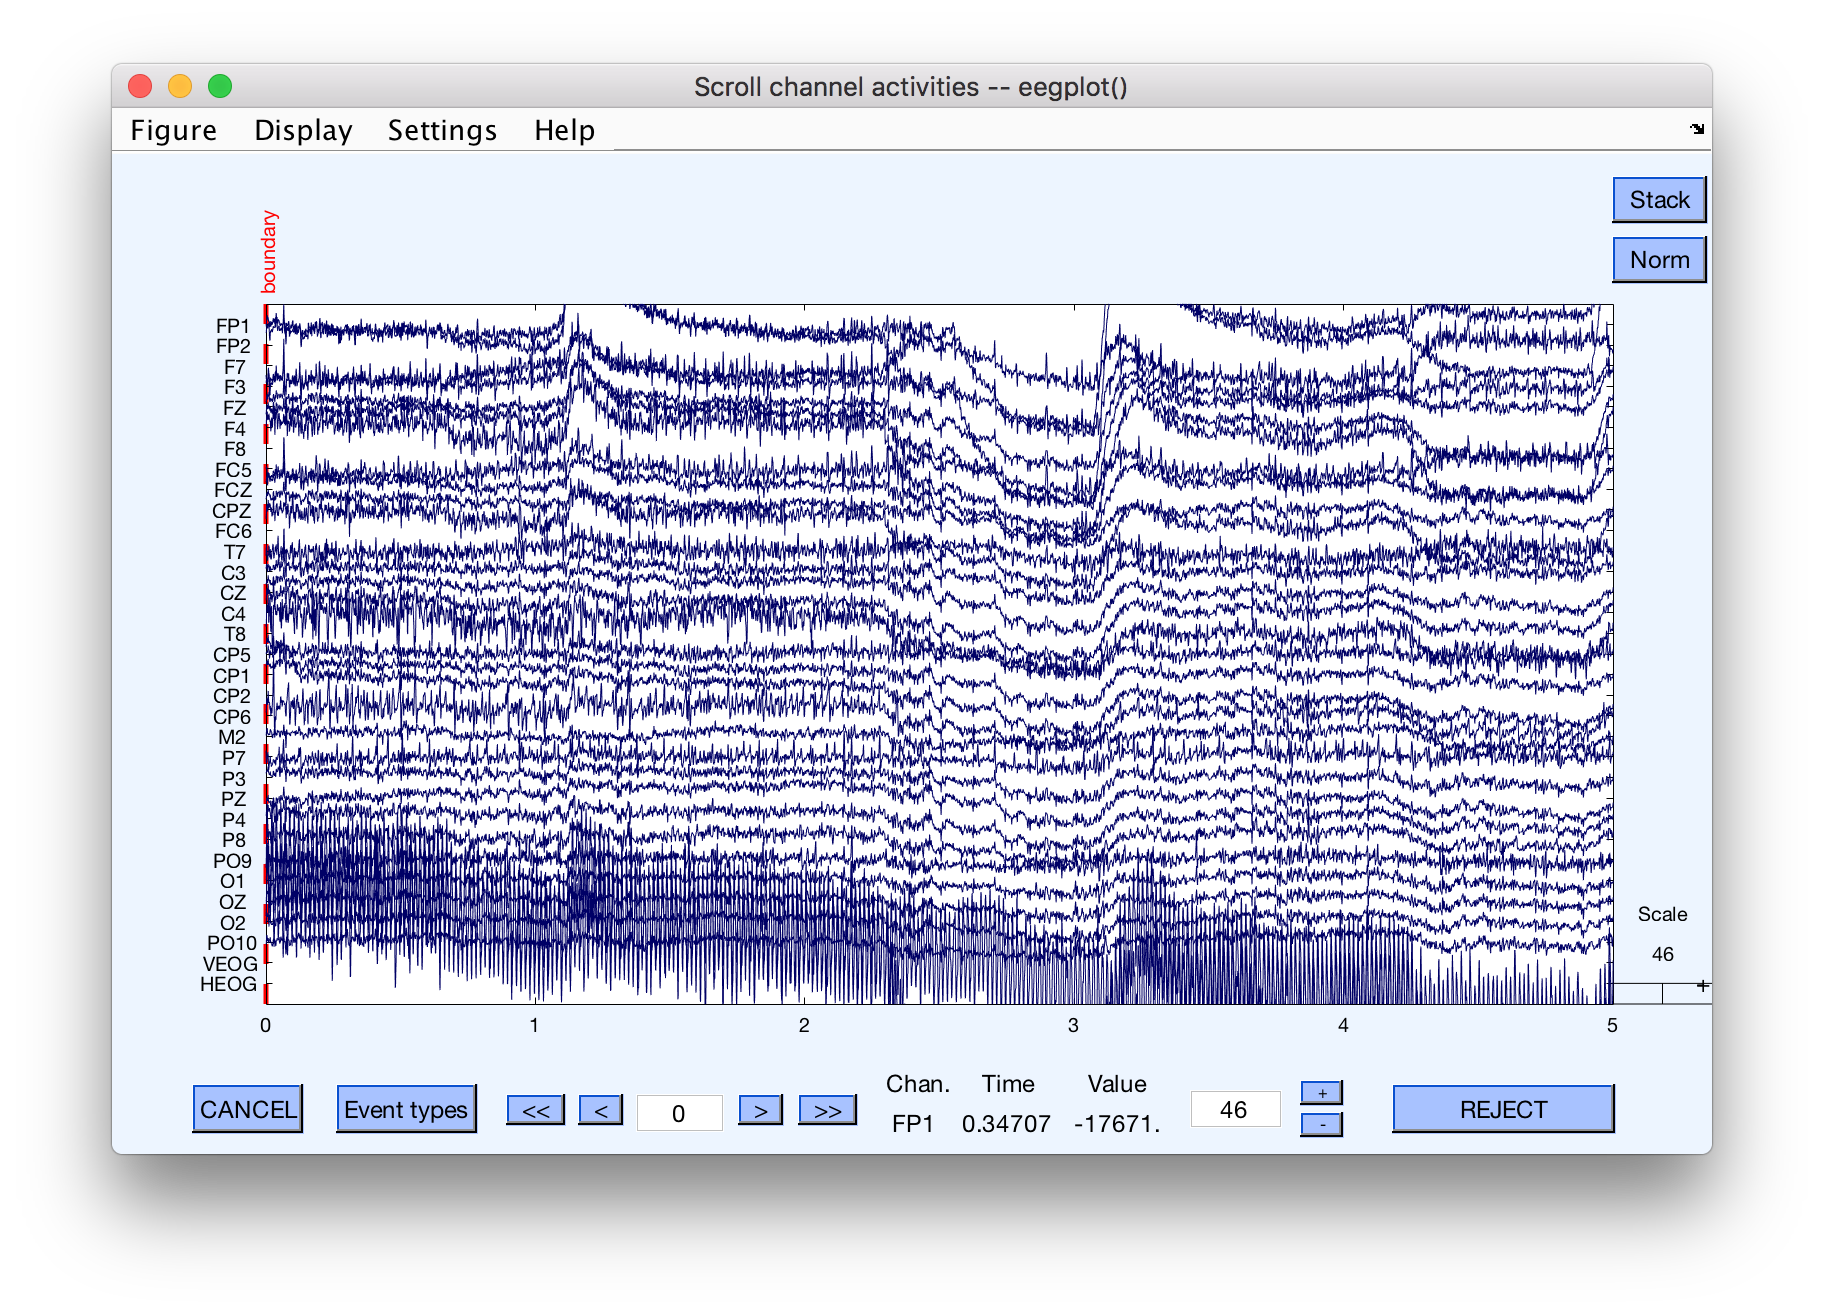 Scroll channel activities -- eegplot()
Figure Display Settings Help
Stack
Norm
boundary
FP1
FP2
F7
F3
FZ
F4
F8
FC5
FCZ
CPZ
FC6
T7
C3
CZ
C4
T8
CP5
CP1
CP2
CP6
M2
P7
P3
PZ
P4
P8
PO9
O1
OZ
O2
PO10
VEOG
HEOG
Scale
46
+
0 1 2 3 4 5
Chan. Time Value
CANCEL Event types << < 0 > >> FP1 0.34707 -17671. 46 + - REJECT